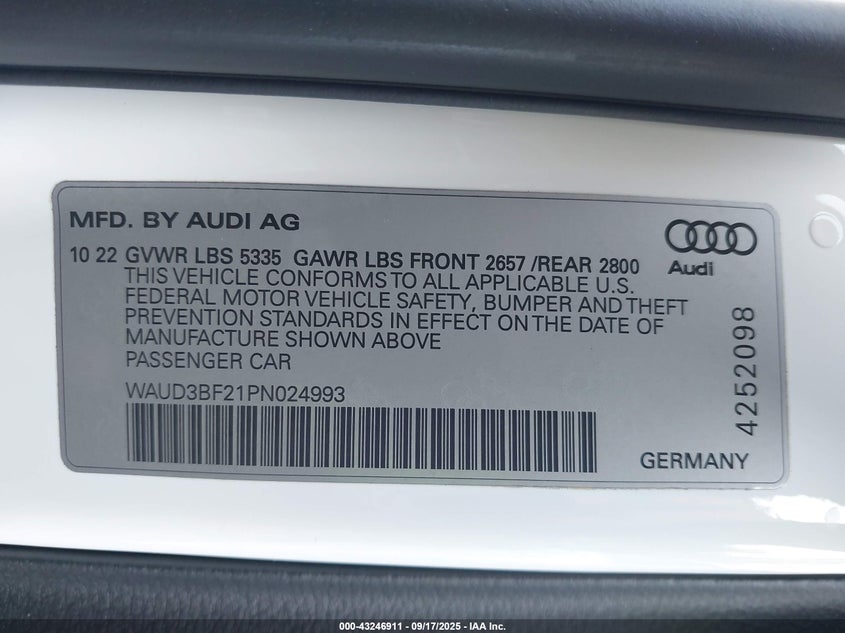 MFD. BY AUDI AG
10 22 GVWR LBS 5335 GAWR LBS FRONT 2657 /REAR 2800
THIS VEHICLE CONFORMS TO ALL APPLICABLE U.S.
FEDERAL MOTOR VEHICLE SAFETY, BUMPER AND THEFT
PREVENTION STANDARDS IN EFFECT ON THE DATE OF
MANUFACTURE SHOWN ABOVE
PASSENGER CAR
WAUD3BF21PN024993
Audi
4252098
GERMANY
000-43246911 - 09/17/2025 - IAA Inc.